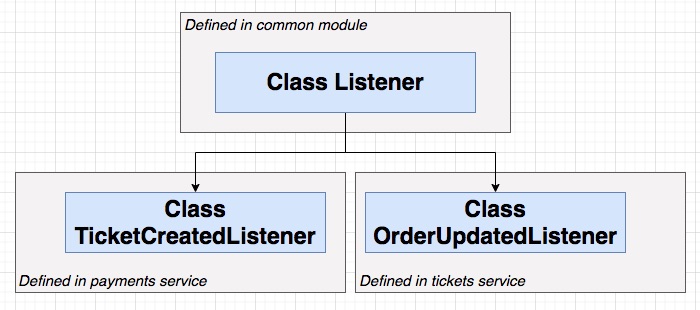 Defined in common module
Class Listener
Class
TicketCreatedListener
Defined in payments service
Class
OrderUpdatedListener
Defined in tickets service